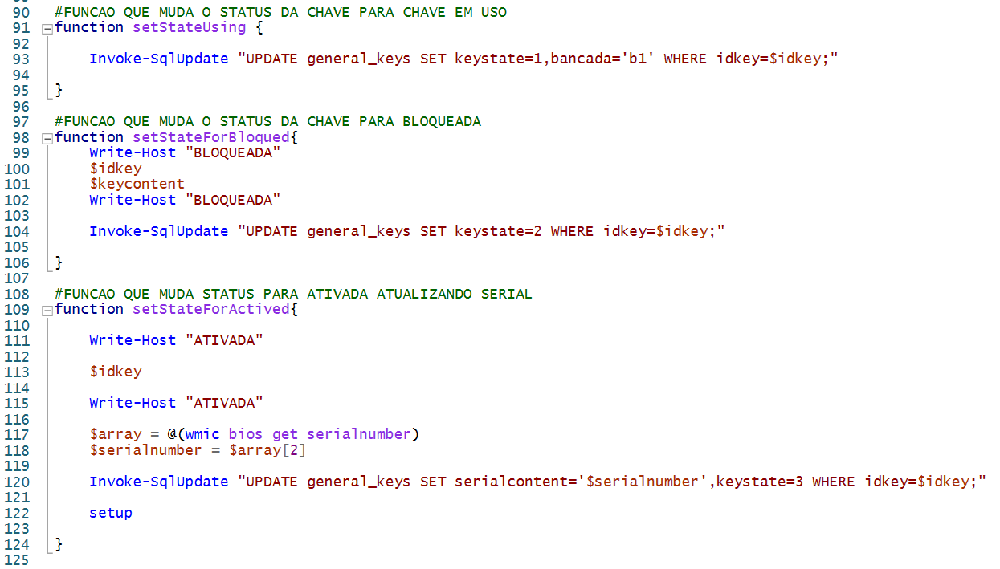 90 #FUNCAO QUE MUDA O STATUS DA CHAVE PARA CHAVE EM USO
91 function setStateUsing {
92
93 Invoke-SqlUpdate "UPDATE general_keys SET keystate=1,bancada='b1' WHERE idkey=$idkey;"
94
95 }
96
97 #FUNCAO QUE MUDA O STATUS DA CHAVE PARA BLOQUEADA
98 function setStateForBloqued{
99 Write-Host "BLOQUEADA"
100 $idkey
101 $keycontent
102 Write-Host "BLOQUEADA"
103
104 Invoke-SqlUpdate "UPDATE general_keys SET keystate=2 WHERE idkey=$idkey;"
105
106 }
107
108 #FUNCAO QUE MUDA STATUS PARA ATIVADA ATUALIZANDO SERIAL
109 function setStateForActived{
110
111 Write-Host "ATIVADA"
112
113 $idkey
114
115 Write-Host "ATIVADA"
116
117 $array = @(wmic bios get serialnumber)
118 $serialnumber = $array[2]
119
120 Invoke-SqlUpdate "UPDATE general_keys SET serialcontent='$serialnumber',keystate=3 WHERE idkey=$idkey;"
121
122 setup
123
124 }
125